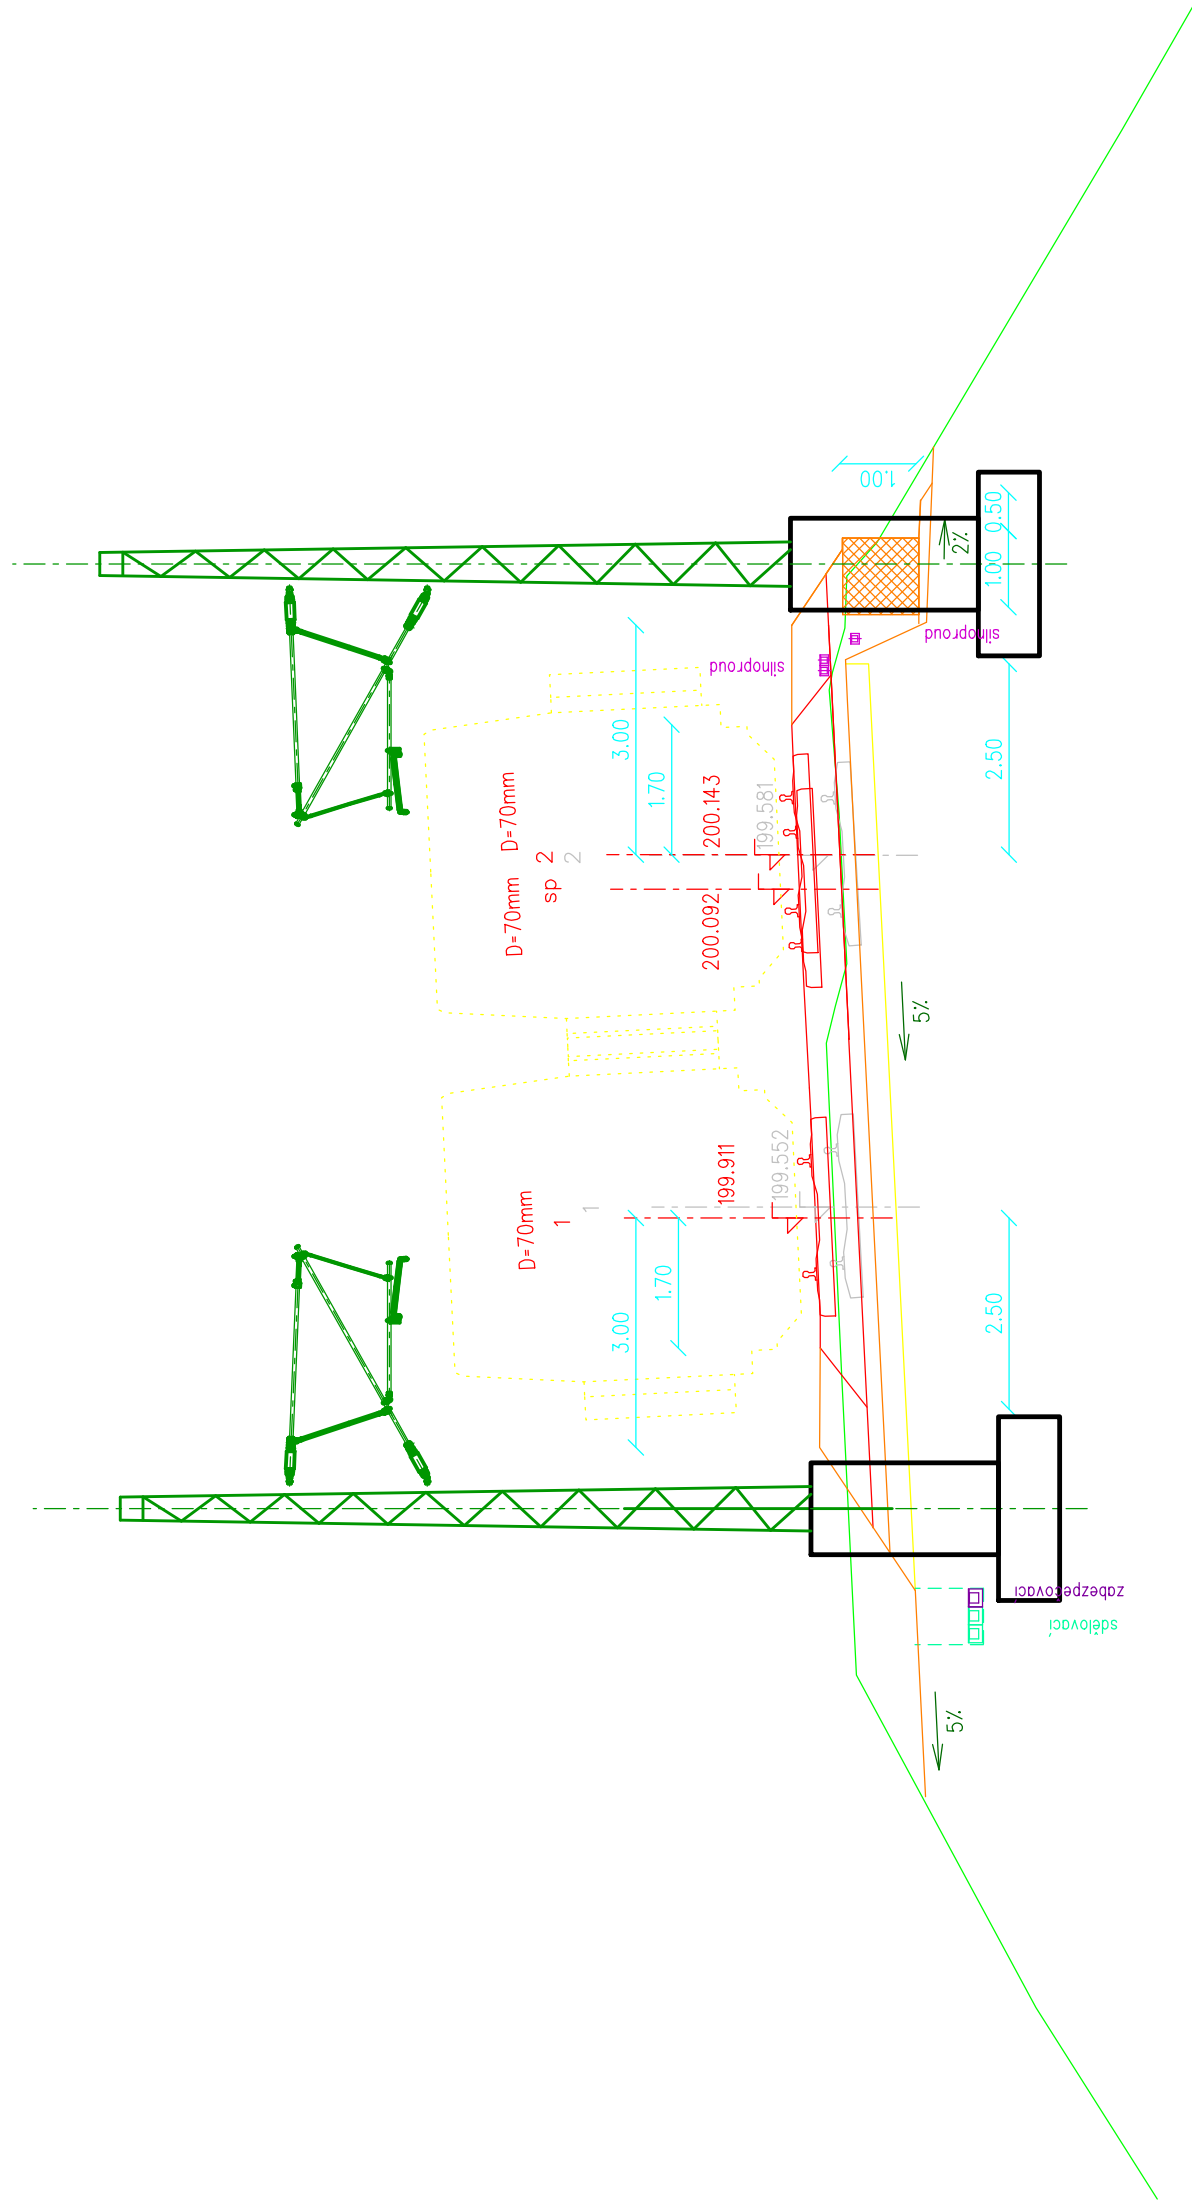 1.00
0.50
1.00
2%
silnoproud
silnoproud
3.00
1.70
2.50
D=70mm
200.143
199.581
2
2
sp
D=70mm
200.092
5%
199.911
199.552
D=70mm
1
1
1.70
3.00
2.50
zabezpečovací
sdělovací
5%